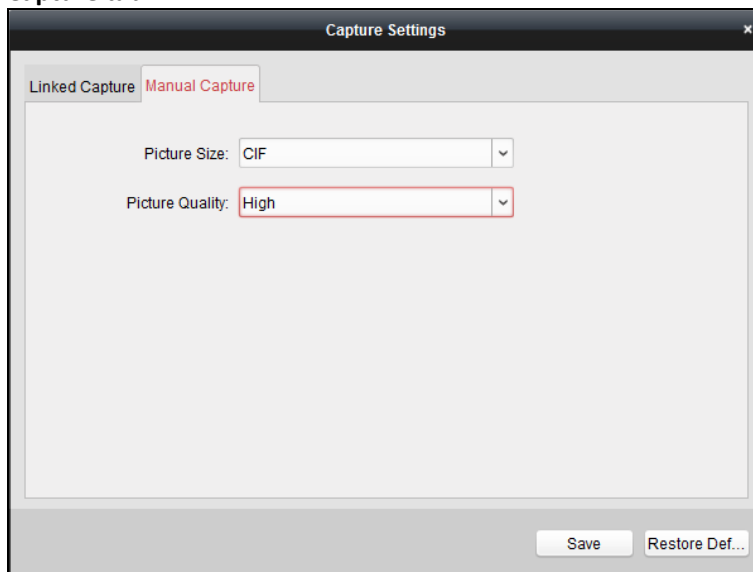 Capture Settings ×
Linked Capture Manual Capture
Picture Size: CIF
Picture Quality: High
Save Restore Def...